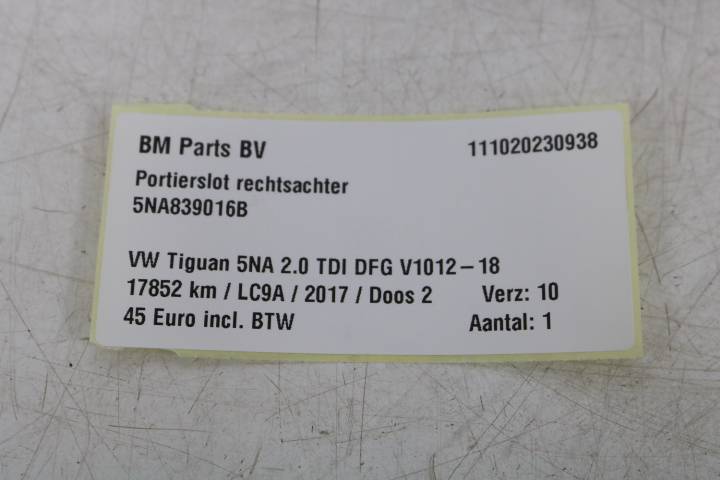 BM Parts BV 111020230938
Portierslot rechtsachter
5NA839016B
VW Tiguan 5NA 2.0 TDI DFG V1012-18
17852 km / LC9A / 2017 / Doos 2 Verz: 10
45 Euro incl. BTW Aantal: 1